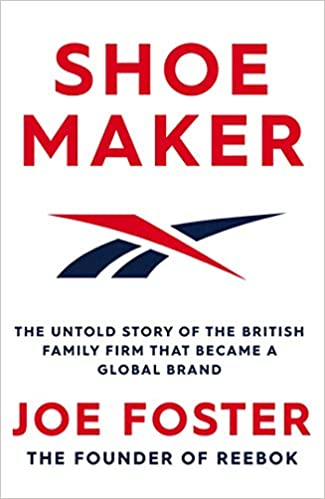 SHOE
MAKER
THE UNTOLD STORY OF THE BRITISH
FAMILY FIRM THAT BECAME A
GLOBAL BRAND
JOE FOSTER
THE FOUNDER OF REEBOK